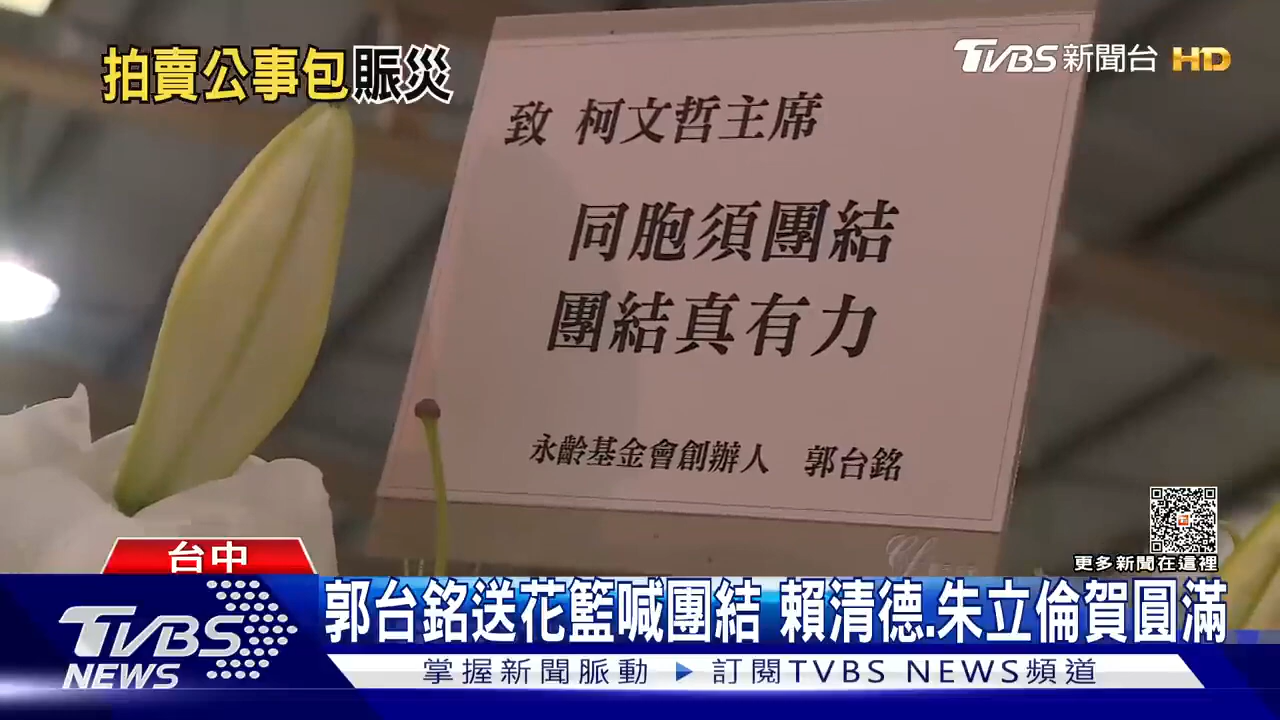 拍賣公事包賑災
TVBS新聞台 HD
致 柯文哲主席
同胞須團結
團結真有力
永齡基金會創辦人 郭台銘
更多新聞在這裡
台中
郭台銘送花籃喊團結 賴清德.朱立倫賀圓滿
TVBS NEWS
掌握新聞脈動 ▶ 訂閱TVBS NEWS頻道